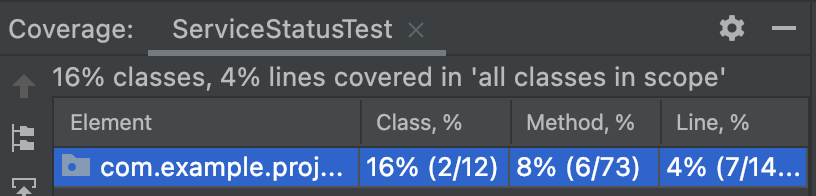 Coverage: ServiceStatusTest
16% classes, 4% lines covered in 'all classes in scope'
Element Class, % Method, % Line, %
com.example.proj... 16% (2/12) 8% (6/73) 4% (7/14...